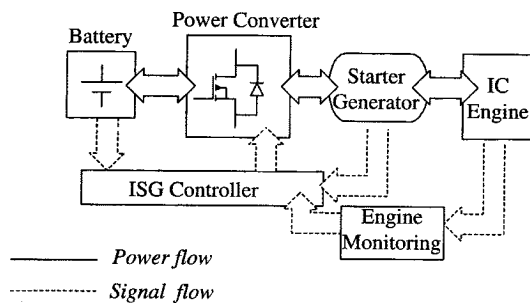 Power Converter
Battery
Starter
Generator
IC
Engine
ISG Controller
Engine
Monitoring
Power flow
Signal flow